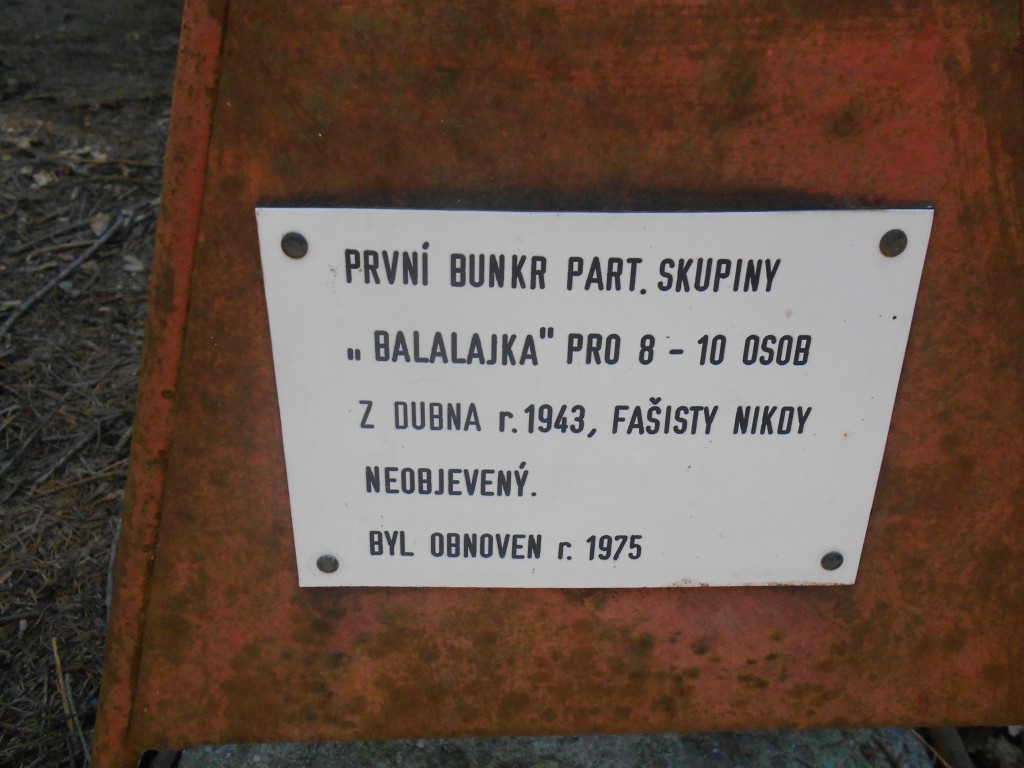 PRVNÍ BUNKR PART. SKUPINY
„BALALAJKA" PRO 8 - 10 OSOB
Z DUBNA r. 1943, FAŠISTY NIKDY
NEOBJEVENÝ.
BYL OBNOVEN r. 1975